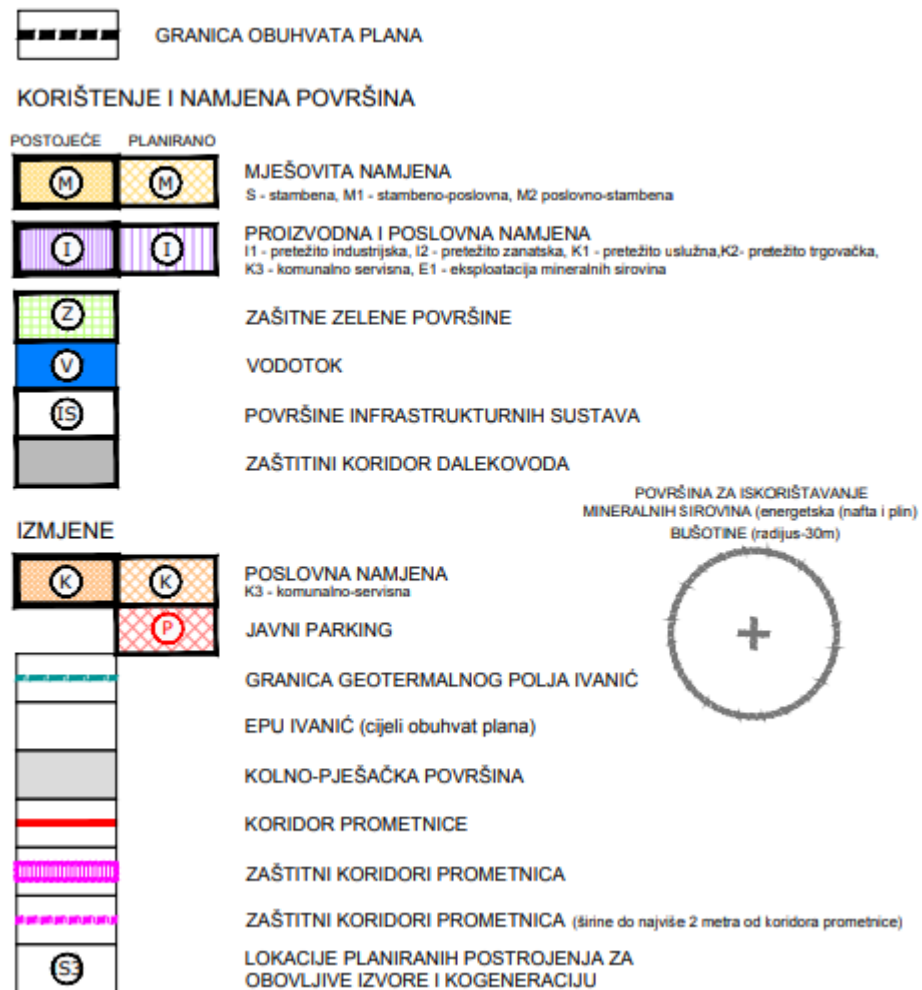 GRANICA OBUHVATA PLANA
KORIŠTENJE I NAMJENA POVRŠINA
POSTOJEĆE PLANIRANO
M M MJEŠOVITA NAMJENA
S - stambena, M1 - stambeno-poslovna, M2 poslovno-stambena
I I PROIZVODNA I POSLOVNA NAMJENA
I1 - pretežito industrijska, I2 - pretežito zanatska, K1 - pretežito uslužna,K2- pretežito trgovačka,
K3 - komunalno servisna, E1 - eksploatacija mineralnih sirovina
Z ZAŠITNE ZELENE POVRŠINE
V VODOTOK
IS POVRŠINE INFRASTRUKTURNIH SUSTAVA
ZAŠTITINI KORIDOR DALEKOVODA
POVRŠINA ZA ISKORIŠTAVANJE
MINERALNIH SIROVINA (energetska (nafta i plin)
BUŠOTINE (radijus-30m)
IZMJENE
K K POSLOVNA NAMJENA
K3 - komunalno-servisna
P JAVNI PARKING
GRANICA GEOTERMALNOG POLJA IVANIĆ
EPU IVANIĆ (cijeli obuhvat plana)
KOLNO-PJEŠAČKA POVRŠINA
KORIDOR PROMETNICE
ZAŠTITNI KORIDORI PROMETNICA
ZAŠTITNI KORIDORI PROMETNICA (širine do najviše 2 metra od koridora prometnice)
S3 LOKACIJE PLANIRANIH POSTROJENJA ZA
OBOVLJIVE IZVORE I KOGENERACIJU